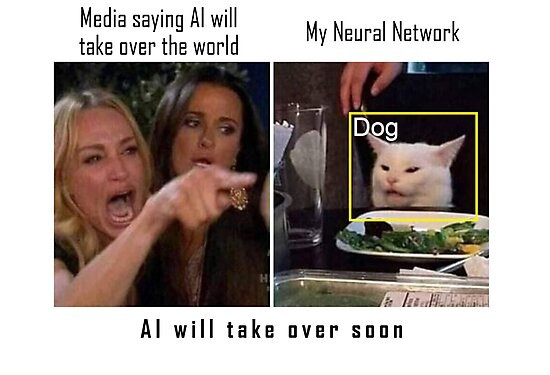 Media saying AI will
take over the world
My Neural Network
Dog
AI will take over soon